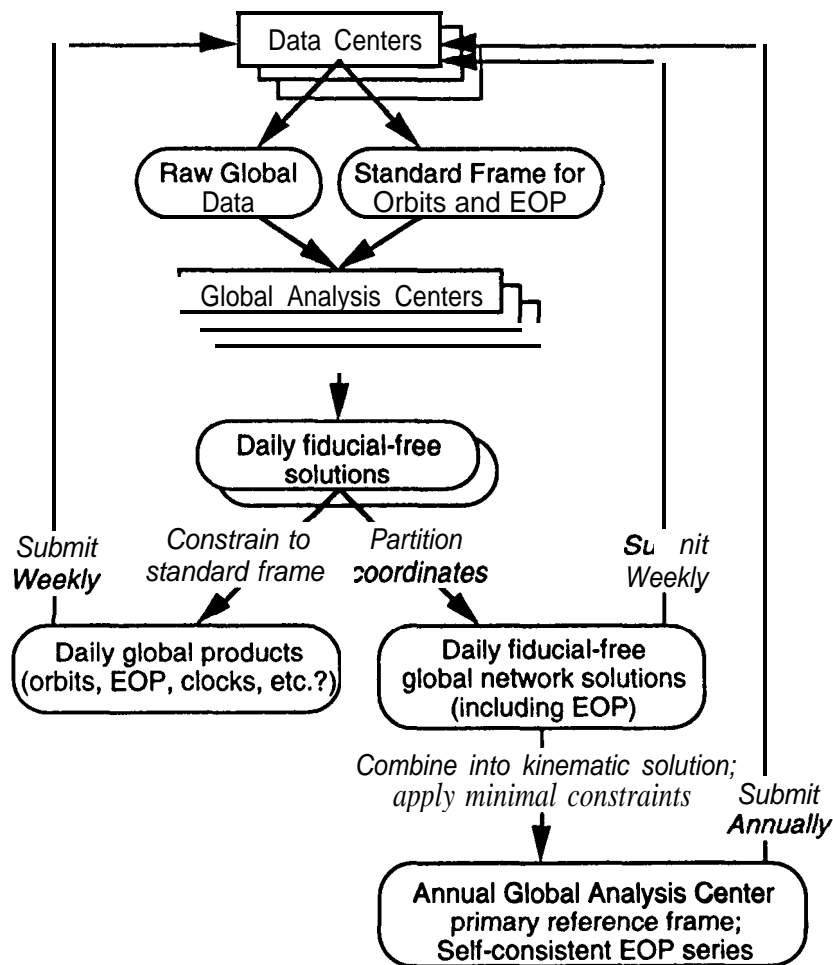 Data Centers
Raw Global
Data
Standard Frame for
Orbits and EOP
Global Analysis Centers
Daily fiducial-free
solutions
Submit
Weekly
Constrain to
standard frame
Partition
coordinates
Su nit
Weekly
Daily global products
(orbits, EOP, clocks, etc.?)
Daily fiducial-free
global network solutions
(including EOP)
Combine into kinematic solution;
apply minimal constraints
Submit
Annually
Annual Global Analysis Center
primary reference frame;
Self-consistent EOP series